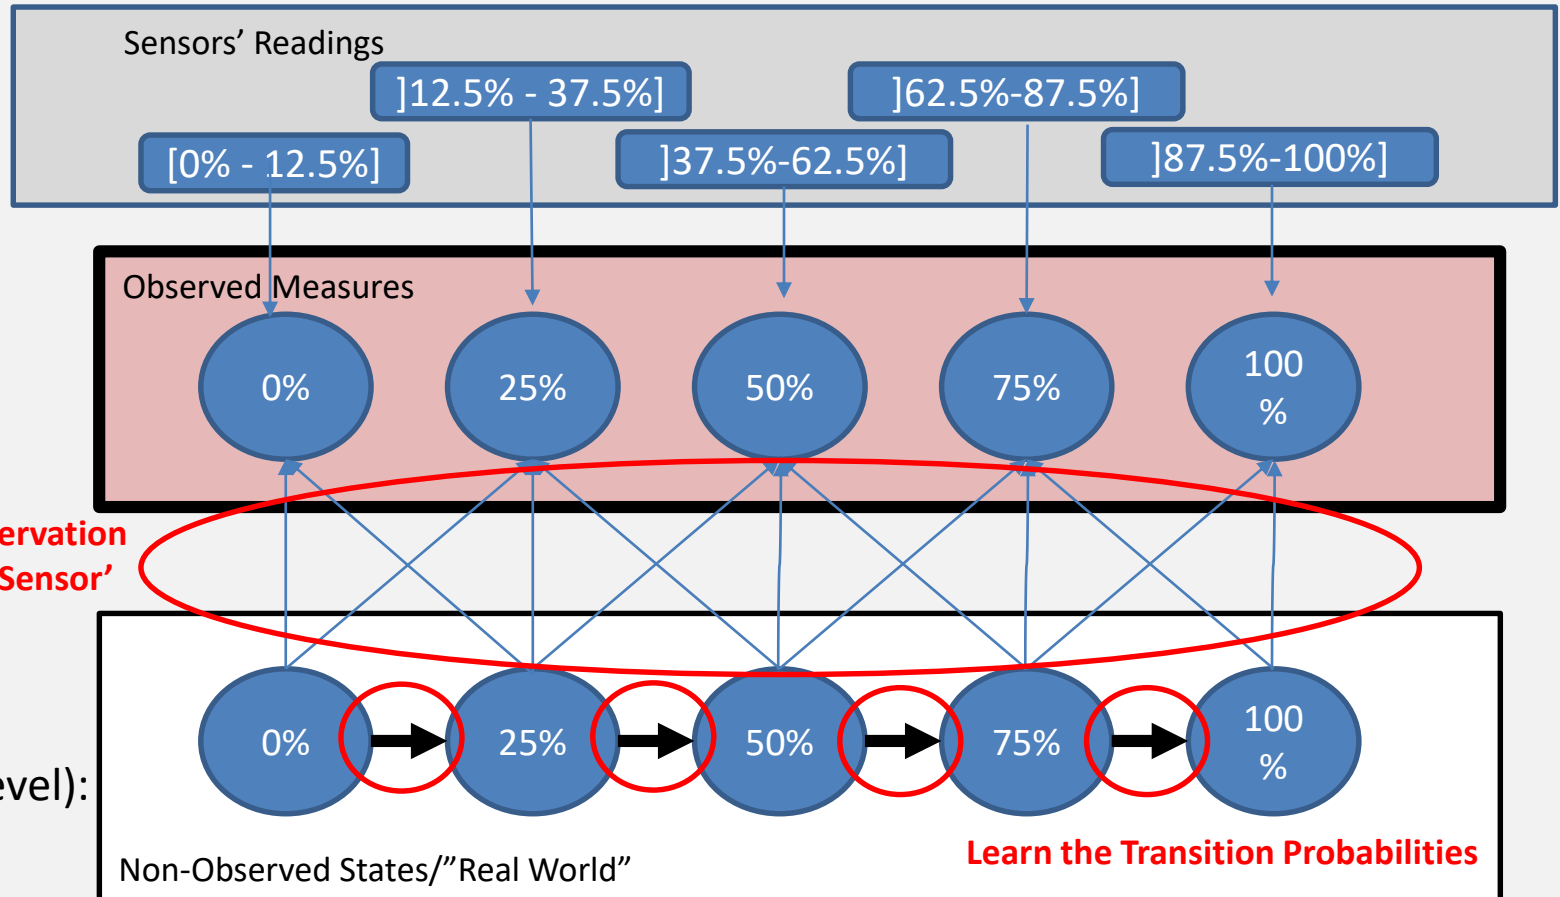 Sensors’ Readings
]12.5% - 37.5%]
]62.5%-87.5%]
[0% - 12.5%]
]37.5%-62.5%]
]87.5%-100%]
Observed Measures
0%
25%
50%
75%
100
%
ervation
Sensor’
0%
25%
50%
75%
100
%
evel):
Learn the Transition Probabilities
Non-Observed States/”Real World”